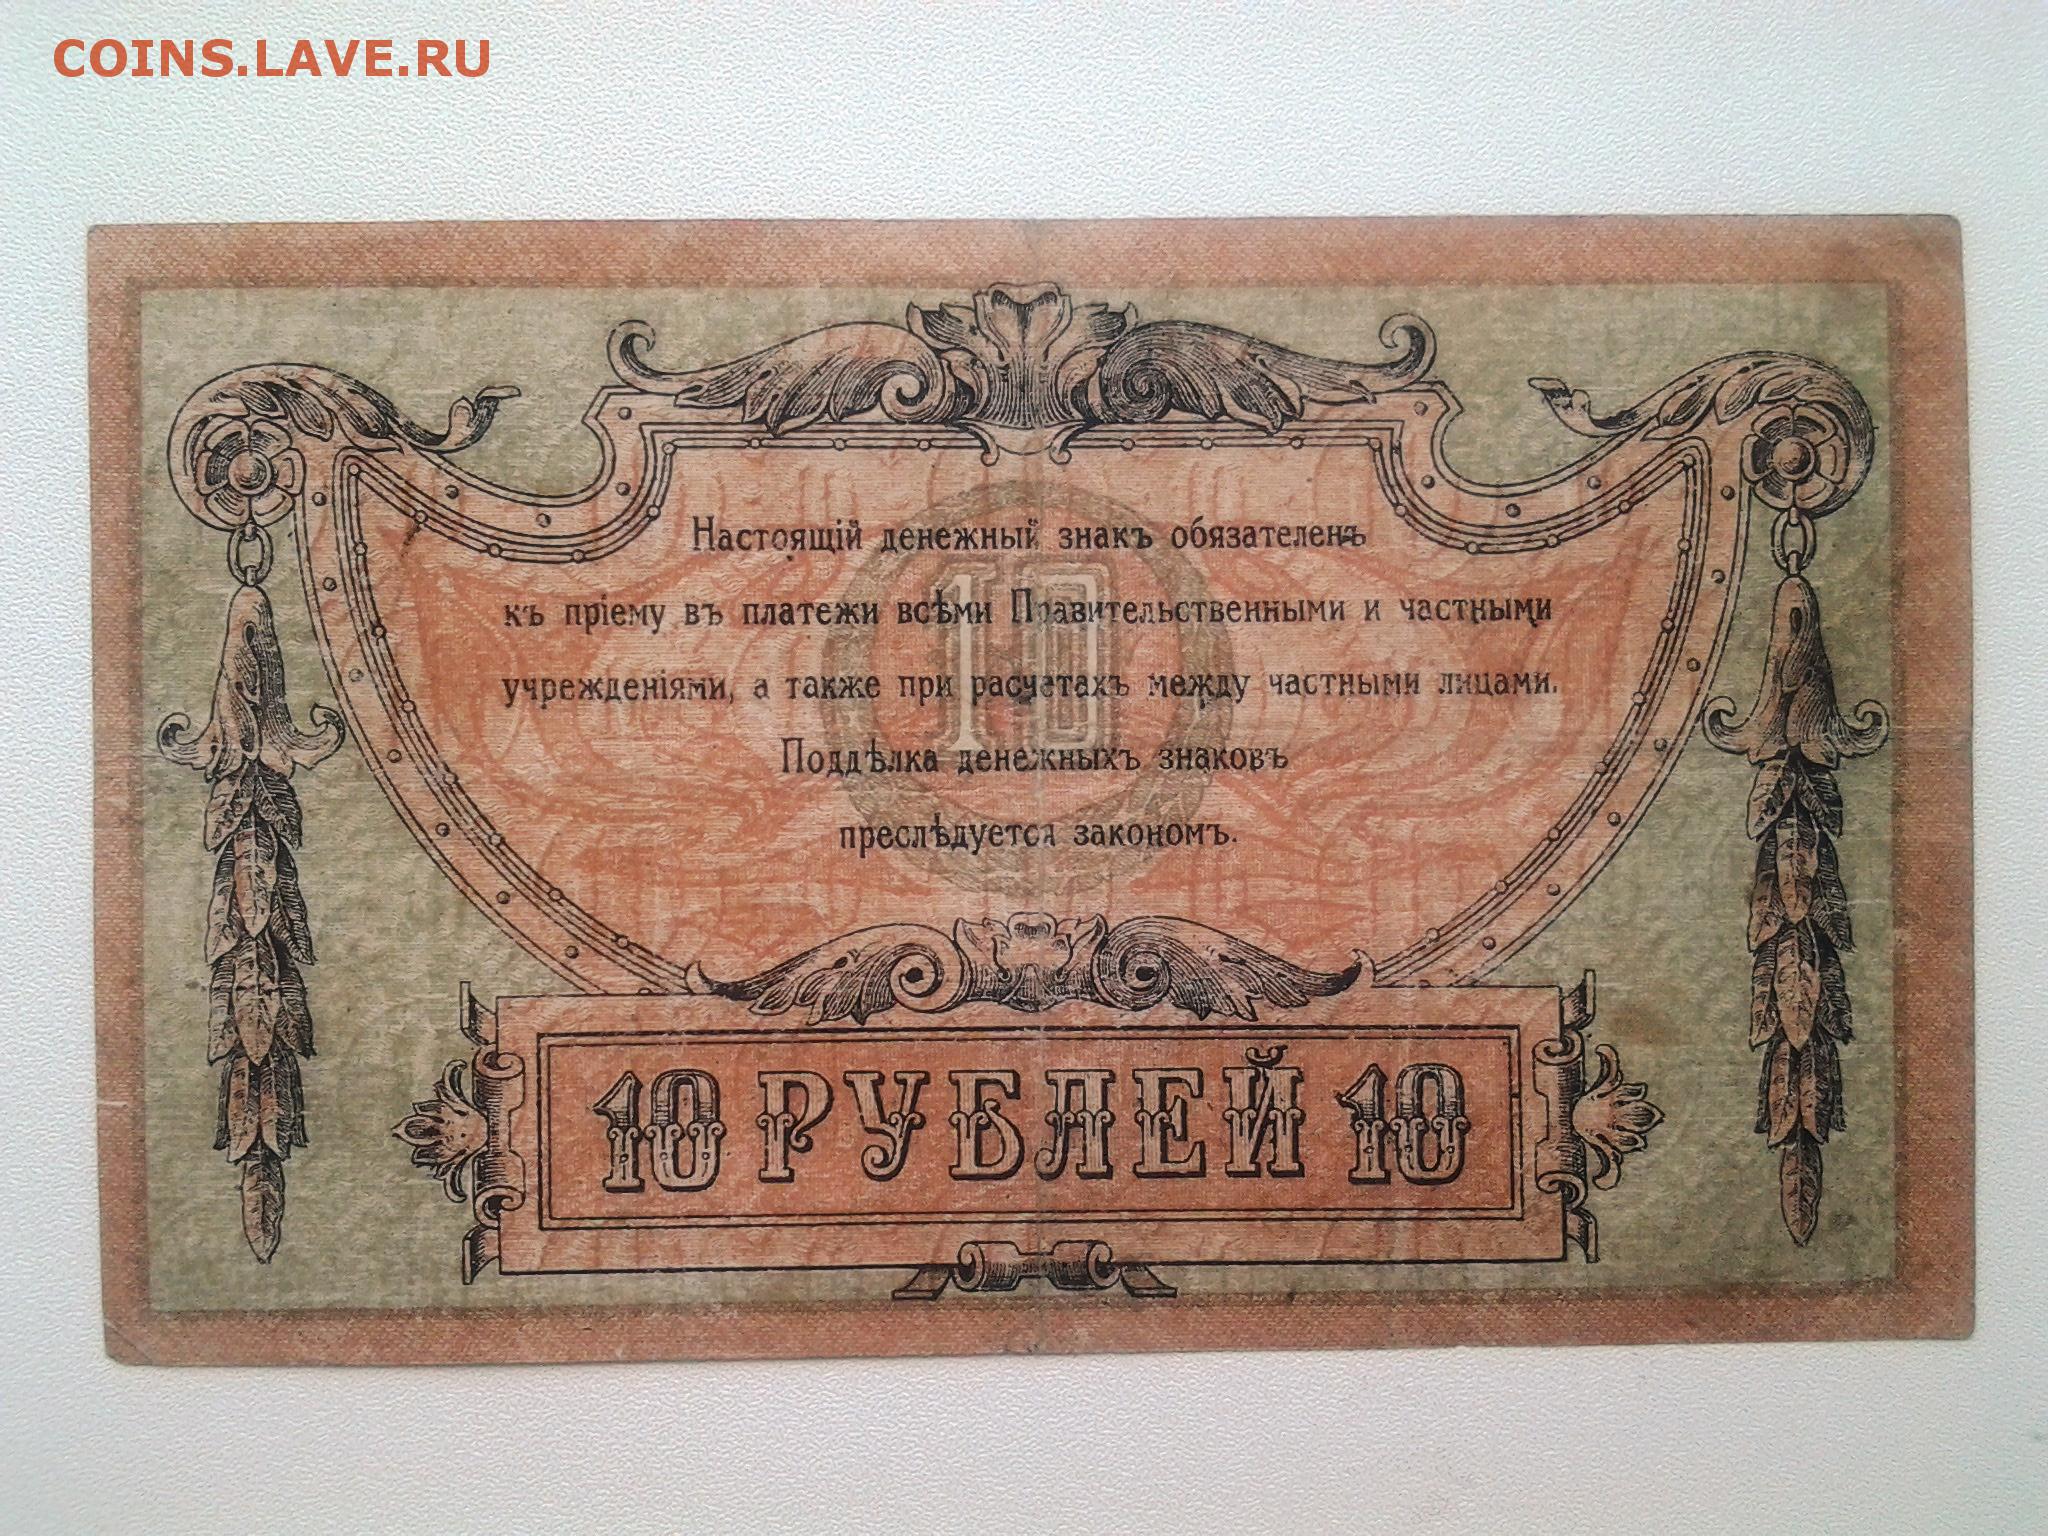 COINS.LAVE.RU
Настоящій денежный знакъ обязателенъ
къ пріему въ платежи всѣми Правительственными и частными
учрежденіями, а также при расчетахъ между частными лицами.
10
Поддѣлка денежныхъ знаковъ
преслѣдуется закономъ.
10 РУБЛЕЙ 10